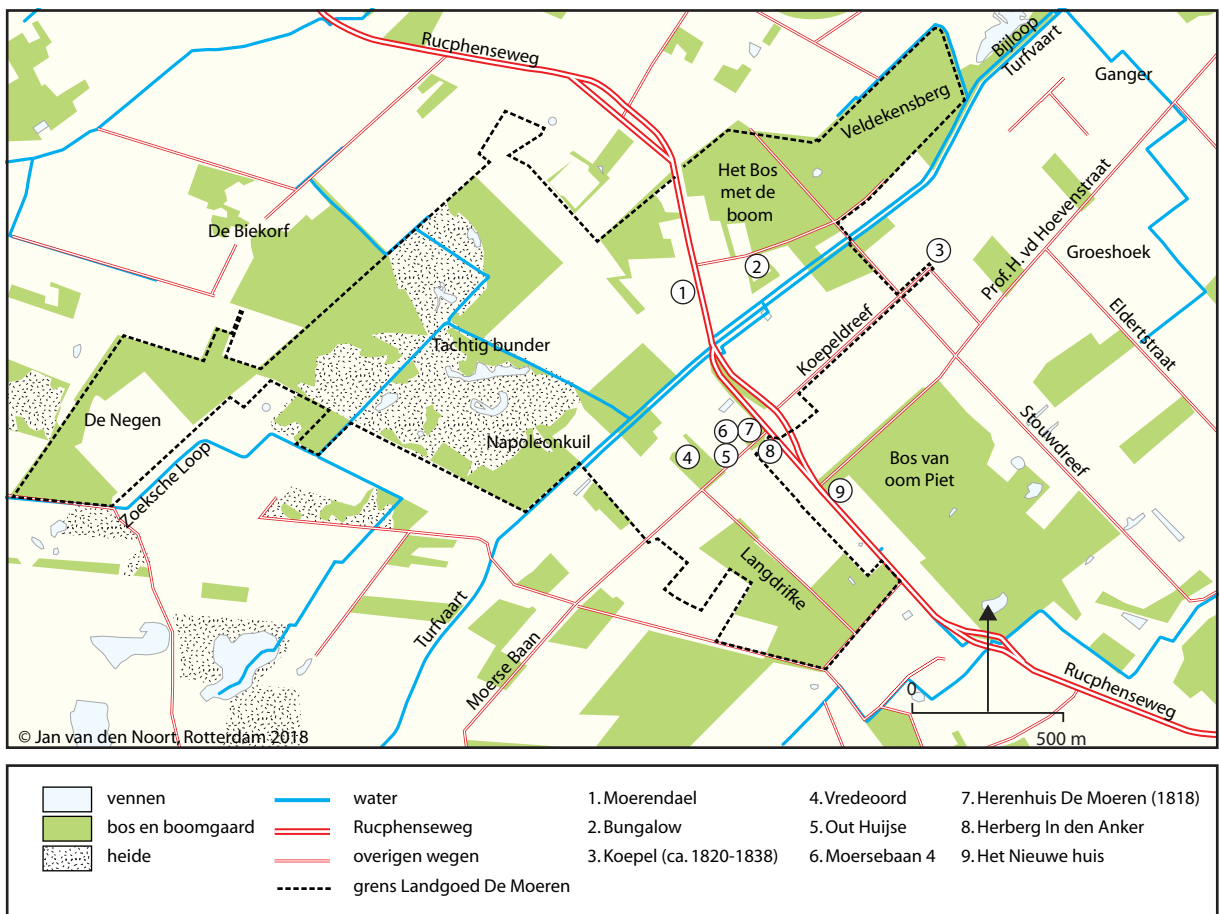 Rucphenseweg
Bijloop
Turfvaart
Ganger
Veldekensberg
Het Bos
met de
boom
De Biekorf
Prof. H. vd Hoevenstraat
Groeshoek
3
2
1
Eldertstraat
Koepeldreef
Tachtig bunder
De Negen
Napoleonkuil
6
7
4
5
8
9
Bos van
oom Piet
Stouwdreef
Zoeksche Loop
Langdrifke
Turfvaart
Moerse Baan
Rucphenseweg
0
500 m
© Jan van den Noort, Rotterdam 2018
vennen
bos en boomgaard
heide
water
Rucphenseweg
overigen wegen
grens Landgoed De Moeren
1. Moerendael
2. Bungalow
3. Koepel (ca. 1820-1838)
4. Vredeoord
5. Out Huijse
6. Moersebaan 4
7. Herenhuis De Moeren (1818)
8. Herberg In den Anker
9. Het Nieuwe huis